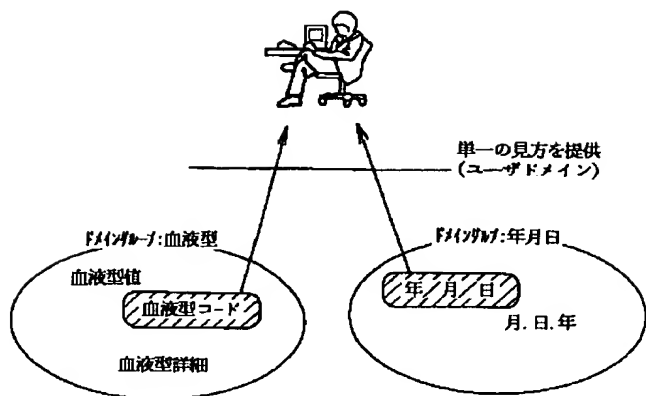 単一の見方を提供
(ユーザドメイン)
ドメイングループ:血液型
ドメイングループ:年月日
血液型値
血液型コード
血液型詳細
年 月 日
月.日.年